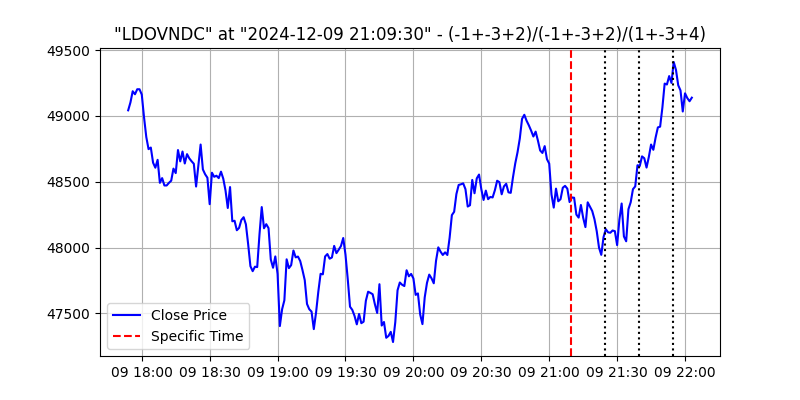 "LDOVNDC" at "2024-12-09 21:09:30" - (-1+-3+2)/(-1+-3+2)/(1+-3+4)
49500
49000
48500
48000
47500
Close Price
Specific Time
09 18:00 09 18:30 09 19:00 09 19:30 09 20:00 09 20:30 09 21:00 09 21:30 09 22:00